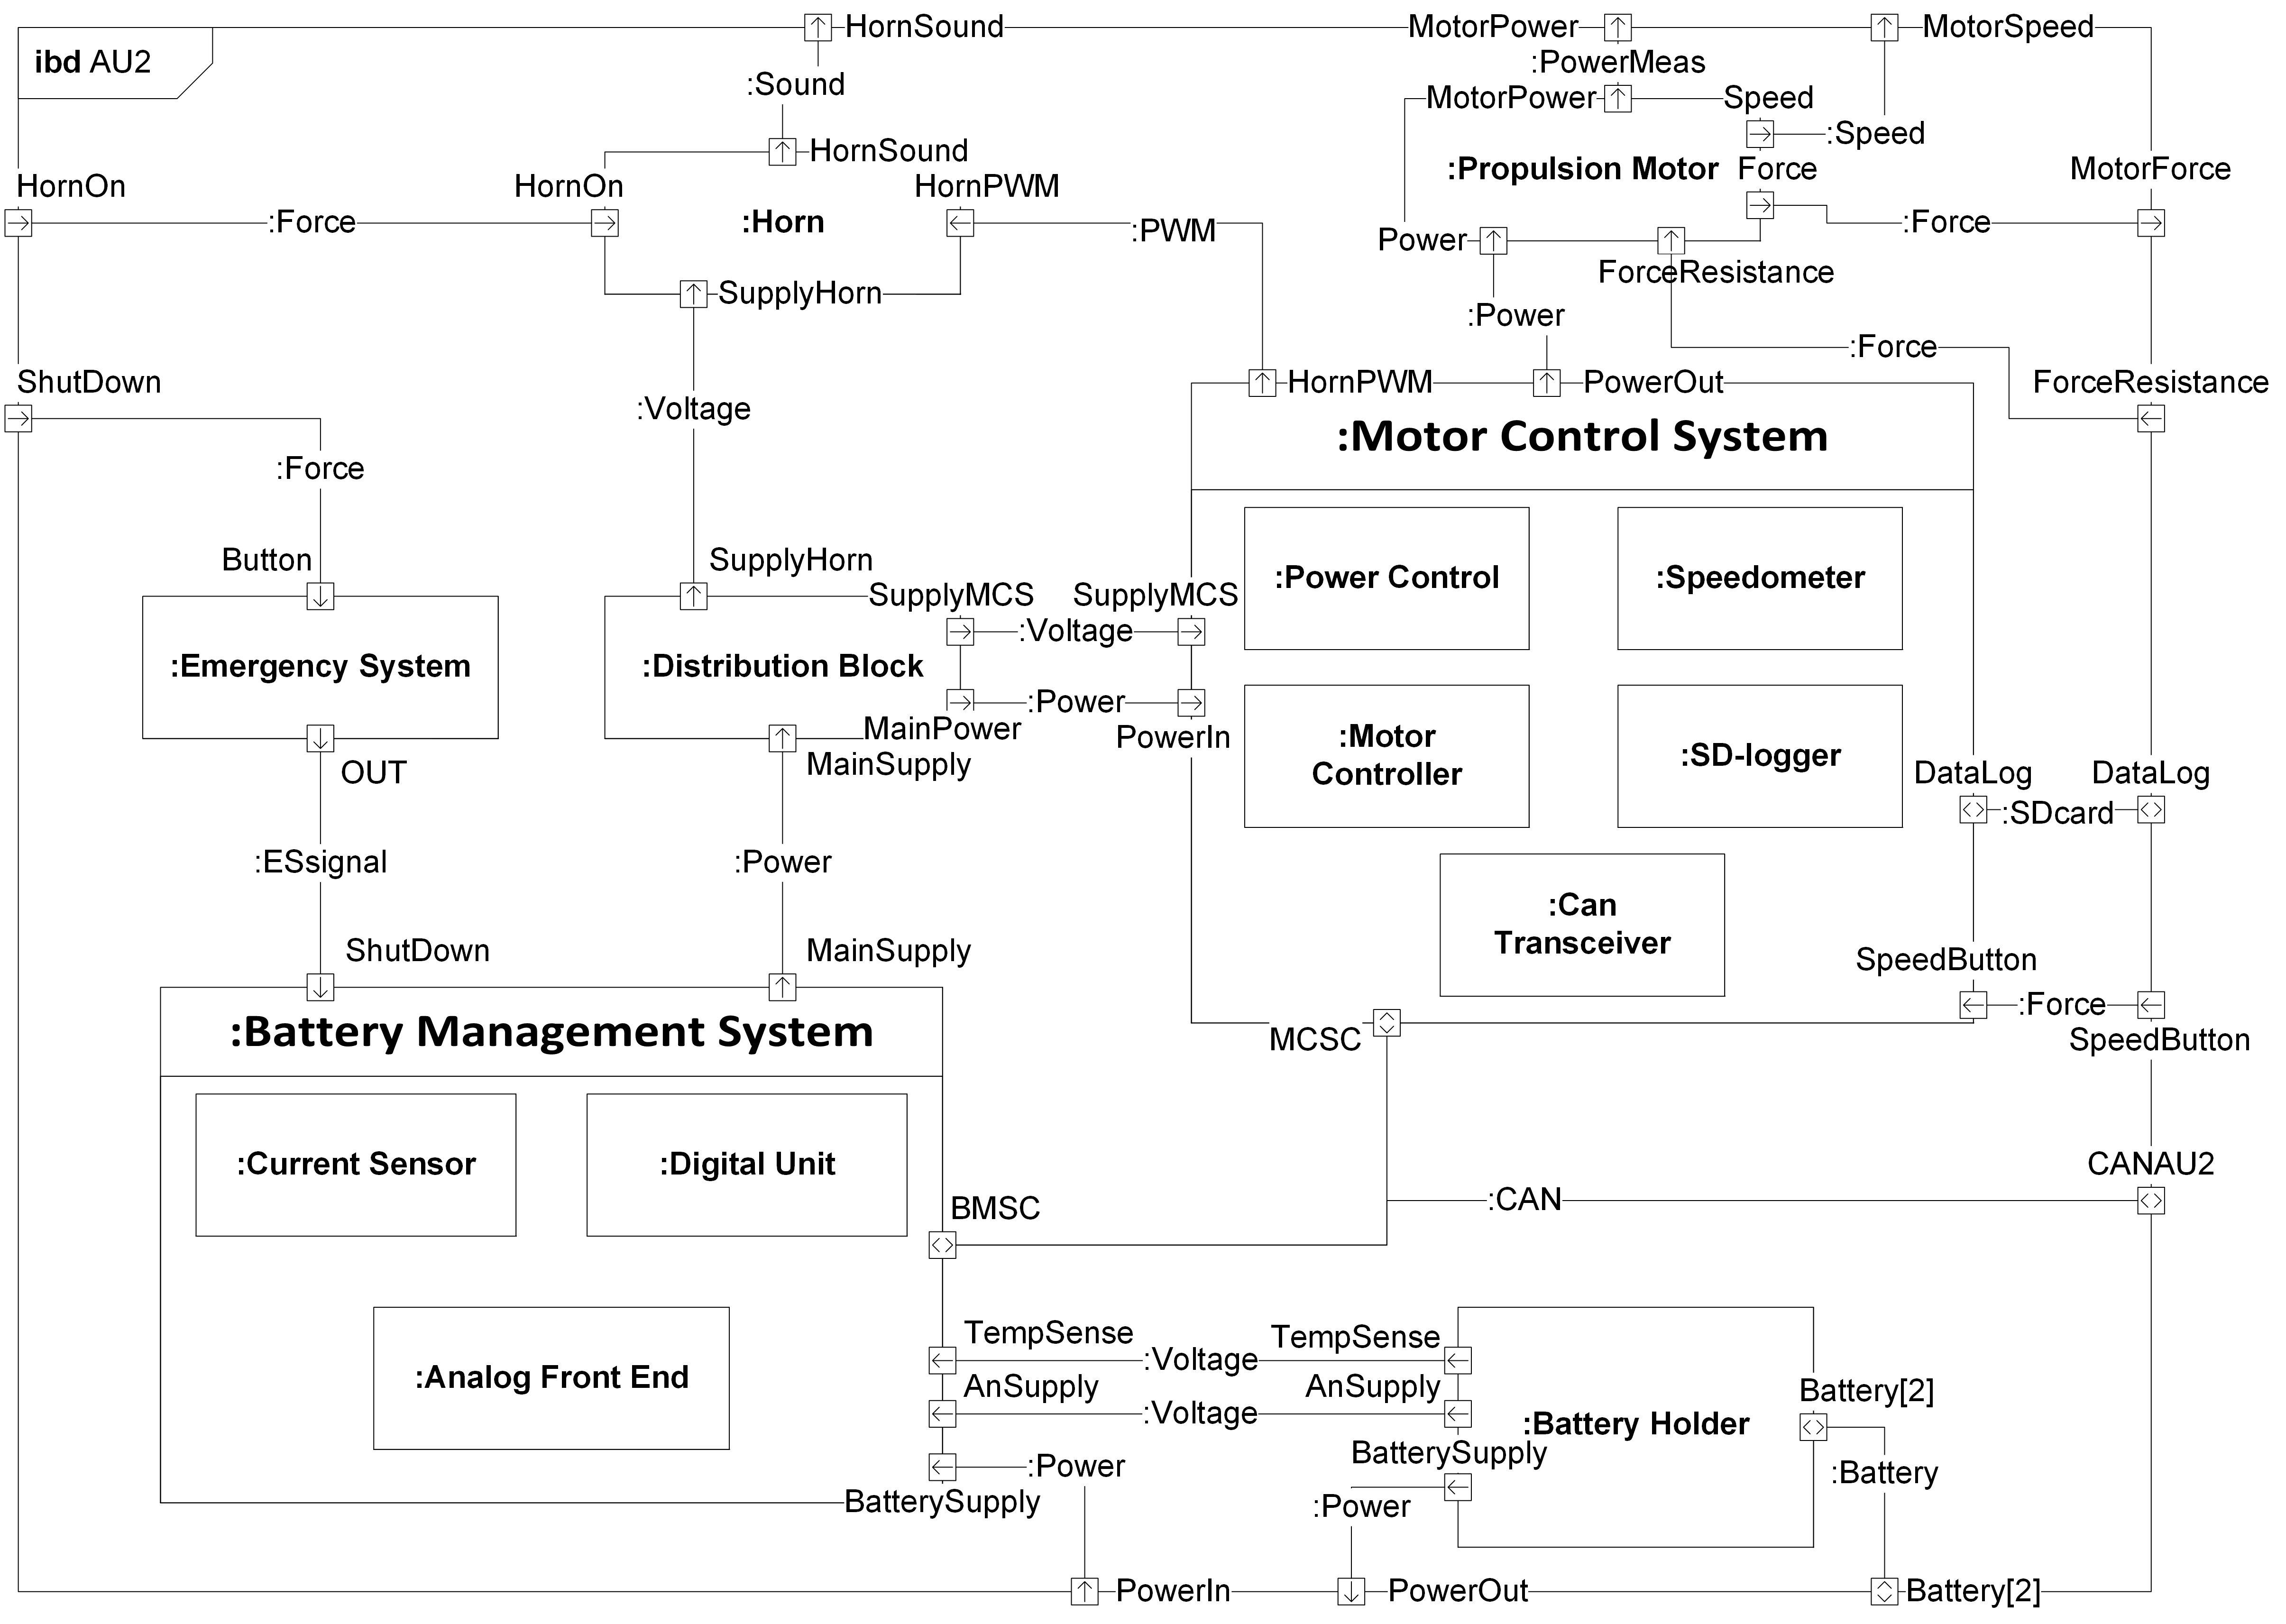 HornSound
MotorPower
MotorSpeed
ibd AU2
:PowerMeas
:Sound
MotorPower
Speed
:Speed
HornSound
:Propulsion Motor
Force
MotorForce
HornOn
HornOn
HornPWM
:Force
:Horn
:PWM
:Force
Power
ForceResistance
SupplyHorn
:Power
:Force
ShutDown
HornPWM
PowerOut
ForceResistance
:Voltage
:Motor Control System
:Force
Button
SupplyHorn
SupplyMCS
SupplyMCS
:Power Control
:Speedometer
:Voltage
:Emergency System
:Distribution Block
:Power
MainPower
PowerIn
:Motor
Controller
:SD-logger
OUT
MainSupply
DataLog
DataLog
:SDcard
:ESsignal
:Power
:Can
Transceiver
ShutDown
MainSupply
SpeedButton
:Force
:Battery Management System
MCSC
SpeedButton
:Current Sensor
:Digital Unit
CANAU2
BMSC
:CAN
TempSense
:Voltage
TempSense
:Analog Front End
AnSupply
:Voltage
AnSupply
Battery[2]
:Battery Holder
:Power
BatterySupply
:Battery
BatterySupply
:Power
PowerIn
PowerOut
Battery[2]